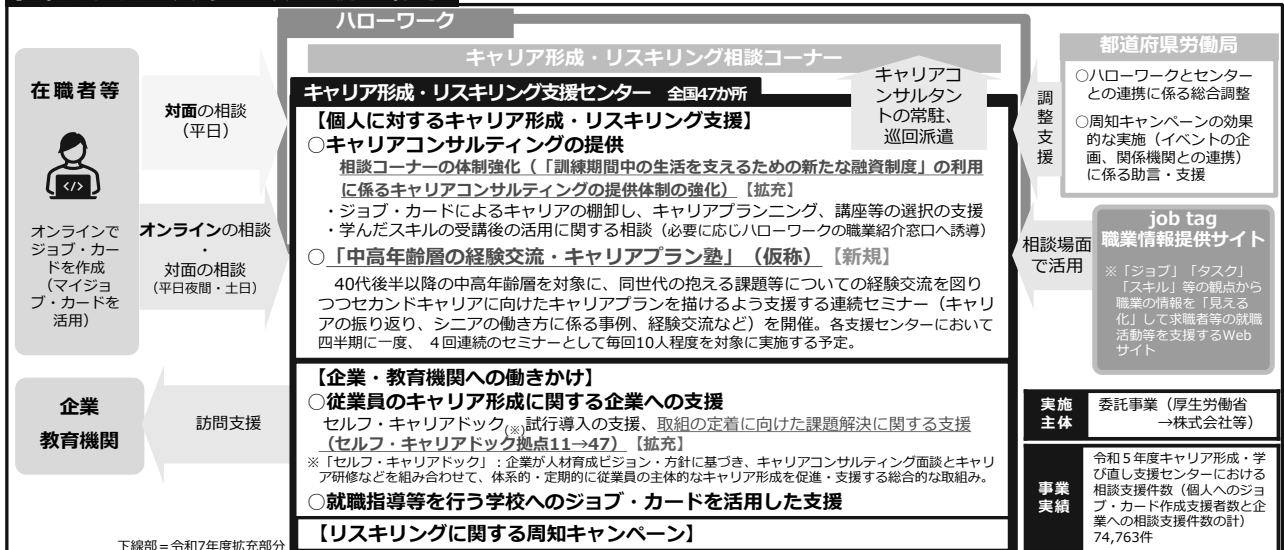 ハローワーク
キャリア形成・リスキリング相談コーナー
在職者等
オンラインで
ジョブ・カー
ドを作成
（マイジョ
ブ・カードを
活用）
対面の相談
（平日）
オンラインの相談
・
対面の相談
（平日夜間・土日）
企業
教育機関
訪問支援
キャリア形成・リスキリング支援センター 全国47か所
キャリアコ
ンサルタン
トの常駐、
巡回派遣
【個人に対するキャリア形成・リスキリング支援】
○キャリアコンサルティングの提供
相談コーナーの体制強化（「訓練期間中の生活を支えるための新たな融資制度」の利用
に係るキャリアコンサルティングの提供体制の強化）【拡充】
・ジョブ・カードによるキャリアの棚卸し、キャリアプランニング、講座等の選択の支援
・学んだスキルの受講後の活用に関する相談（必要に応じハローワークの職業紹介窓口へ誘導）
○「中高年齢層の経験交流・キャリアプラン塾」（仮称）【新規】
40代後半以降の中高年齢層を対象に、同世代の抱える課題等についての経験交流を図り
つつセカンドキャリアに向けたキャリアプランを描けるよう支援する連続セミナー（キャリ
アの振り返り、シニアの働き方に係る事例、経験交流など）を開催。各支援センターにおいて
四半期に一度、 ４回連続のセミナーとして毎回10人程度を対象に実施する予定。
【企業・教育機関への働きかけ】
○従業員のキャリア形成に関する企業への支援
セルフ・キャリアドック(※)試行導入の支援、取組の定着に向けた課題解決に関する支援
（セルフ・キャリアドック拠点11→47）【拡充】
※「セルフ・キャリアドック」：企業が人材育成ビジョン・方針に基づき、キャリアコンサルティング面談とキャリ
ア研修などを組み合わせて、体系的・定期的に従業員の主体的なキャリア形成を促進・支援する総合的な取組み。
○就職指導等を行う学校へのジョブ・カードを活用した支援
【リスキリングに関する周知キャンペーン】
調整支援
相談場面
で活用
都道府県労働局
○ハローワークとセンター
との連携に係る総合調整
○周知キャンペーンの効果
的な実施（イベントの企
画、関係機関との連携）
に係る助言・支援
job tag
職業情報提供サイト
※「ジョブ」「タスク」
「スキル」等の観点から
職業の情報を「見える
化」して求職者等の就職
活動等を支援するWeb
サイト
実施
主体
委託事業（厚生労働省
→株式会社等）
事業
実績
令和５年度キャリア形成・学
び直し支援センターにおける
相談支援件数（個人へのジョ
ブ・カード作成支援者数と企
業への相談支援件数の計）
74,763件
下線部＝令和7年度拡充部分